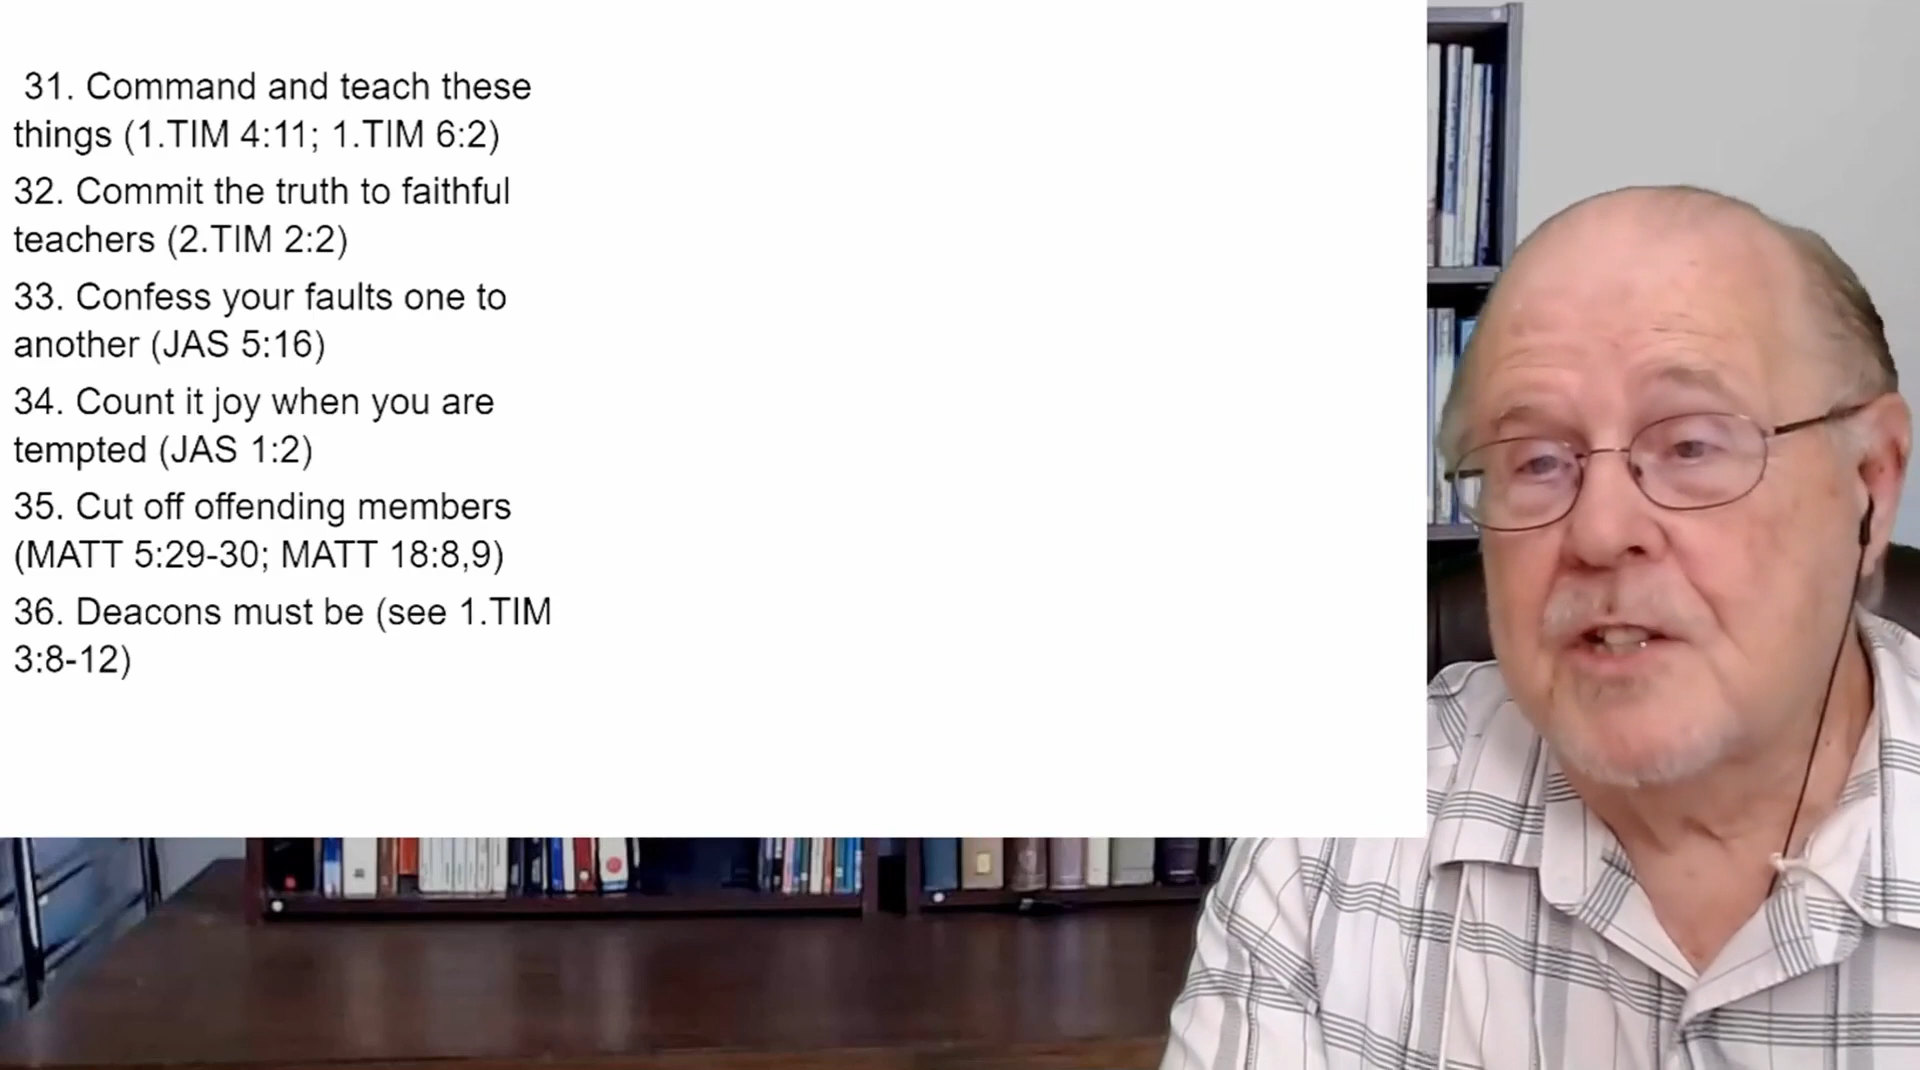 31. Command and teach these
things (1.TIM 4:11; 1.TIM 6:2)
32. Commit the truth to faithful
teachers (2.TIM 2:2)
33. Confess your faults one to
another (JAS 5:16)
34. Count it joy when you are
tempted (JAS 1:2)
35. Cut off offending members
(MATT 5:29-30; MATT 18:8,9)
36. Deacons must be (see 1.TIM
3:8-12)